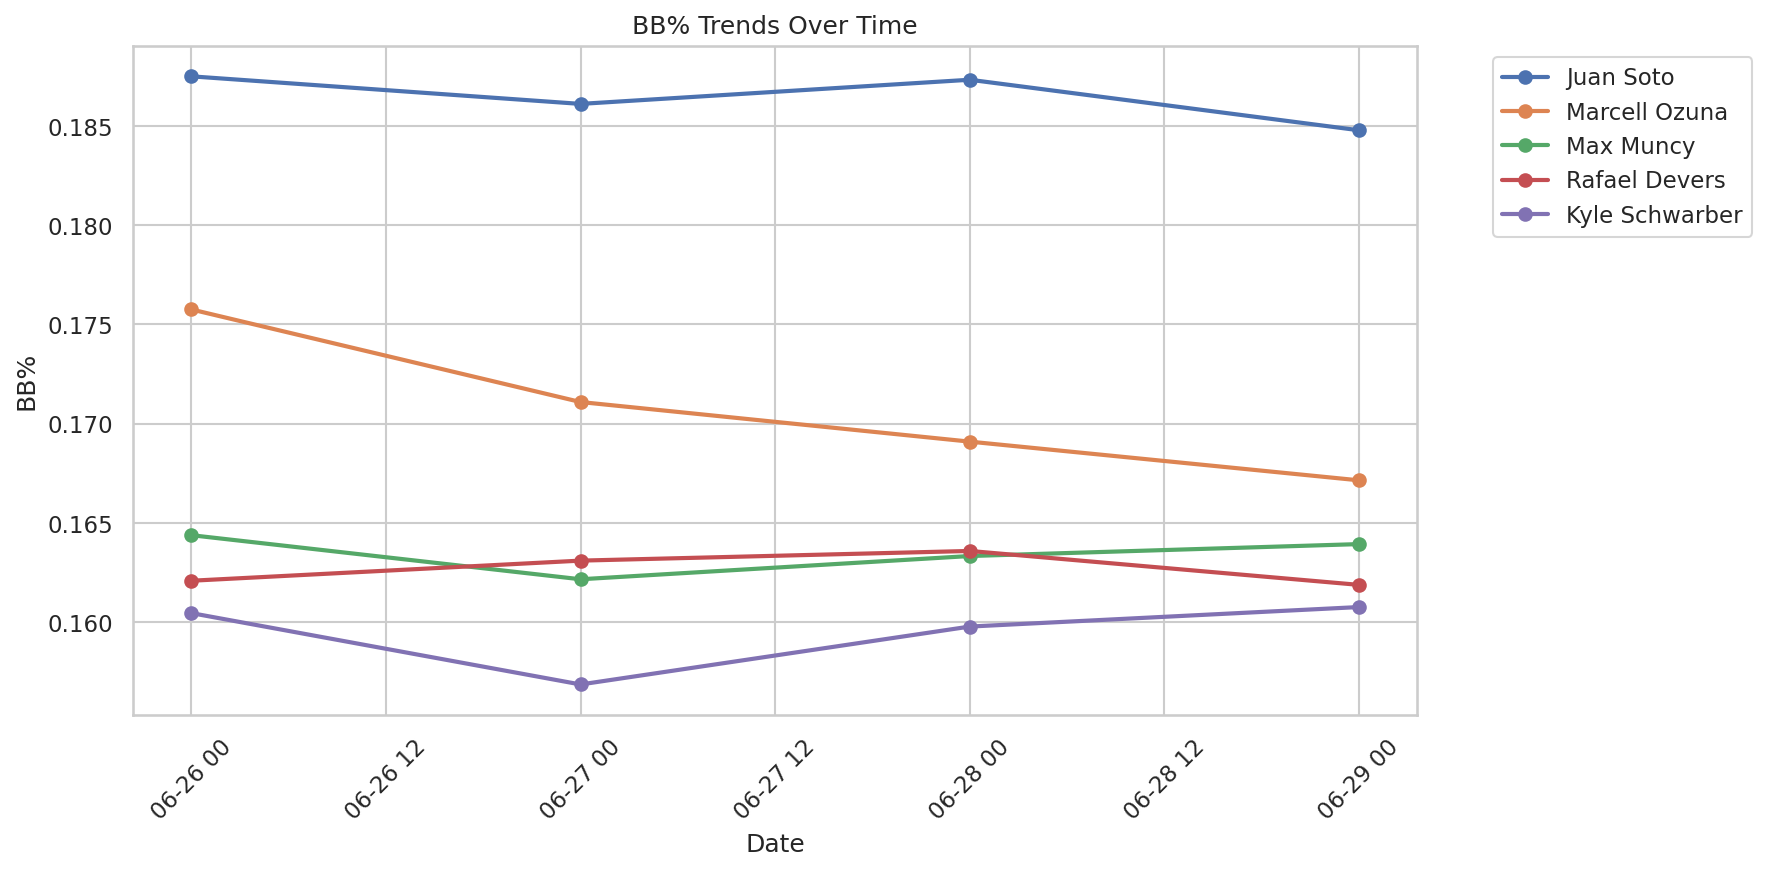 BB% Trends Over Time
Juan Soto
Marcell Ozuna
Max Muncy
Rafael Devers
Kyle Schwarber
BB%
0.185
0.180
0.175
0.170
0.165
0.160
06-26 00
06-26 12
06-27 00
06-27 12
06-28 00
06-28 12
06-29 00
Date